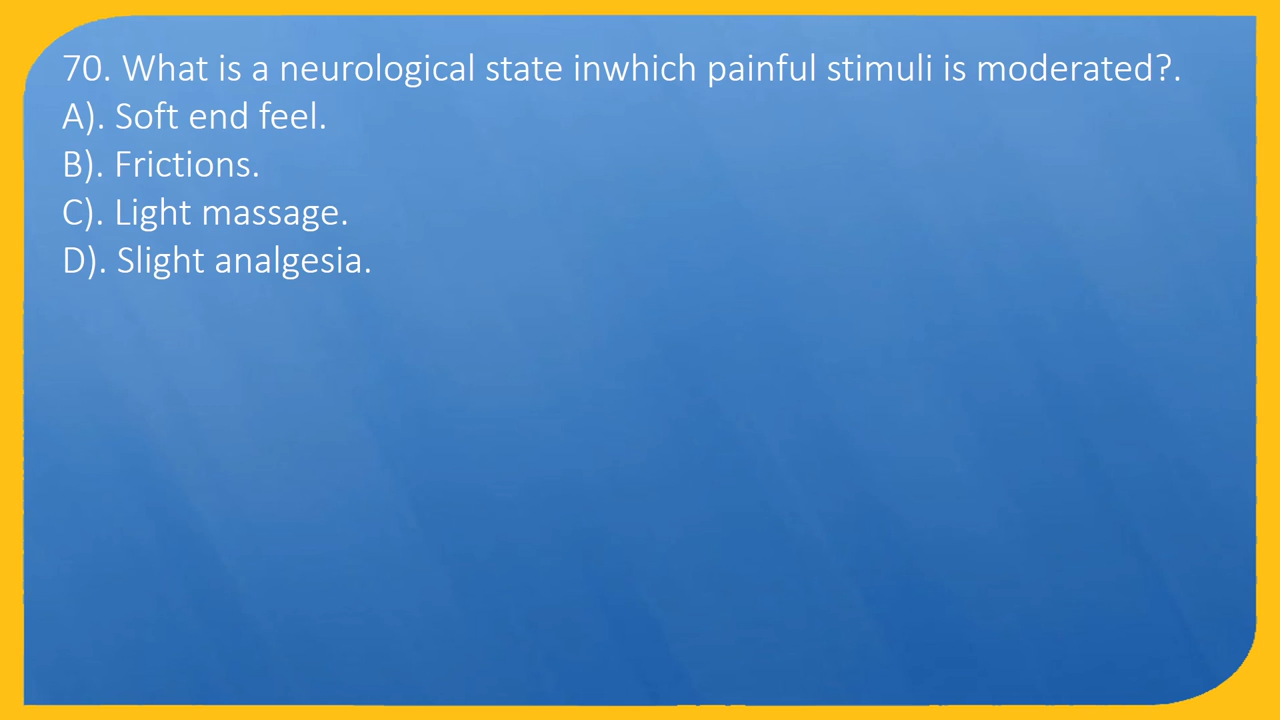 70. What is a neurological state inwhich painful stimuli is moderated?.
A). Soft end feel.
B). Frictions.
C). Light massage.
D). Slight analgesia.